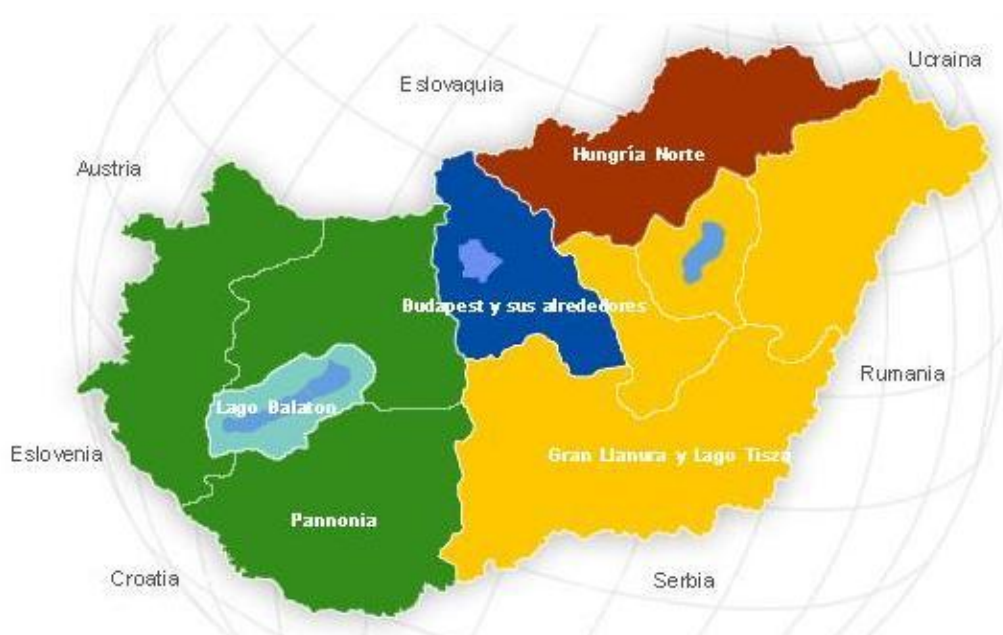 Ucraina
Eslovaquia
Hungría Norte
Austria
Budapest y sus alrededores
Rumania
Lago Balaton
Eslovenia
Gran Llanura y Lago Tisza
Pannonia
Croatia
Serbia